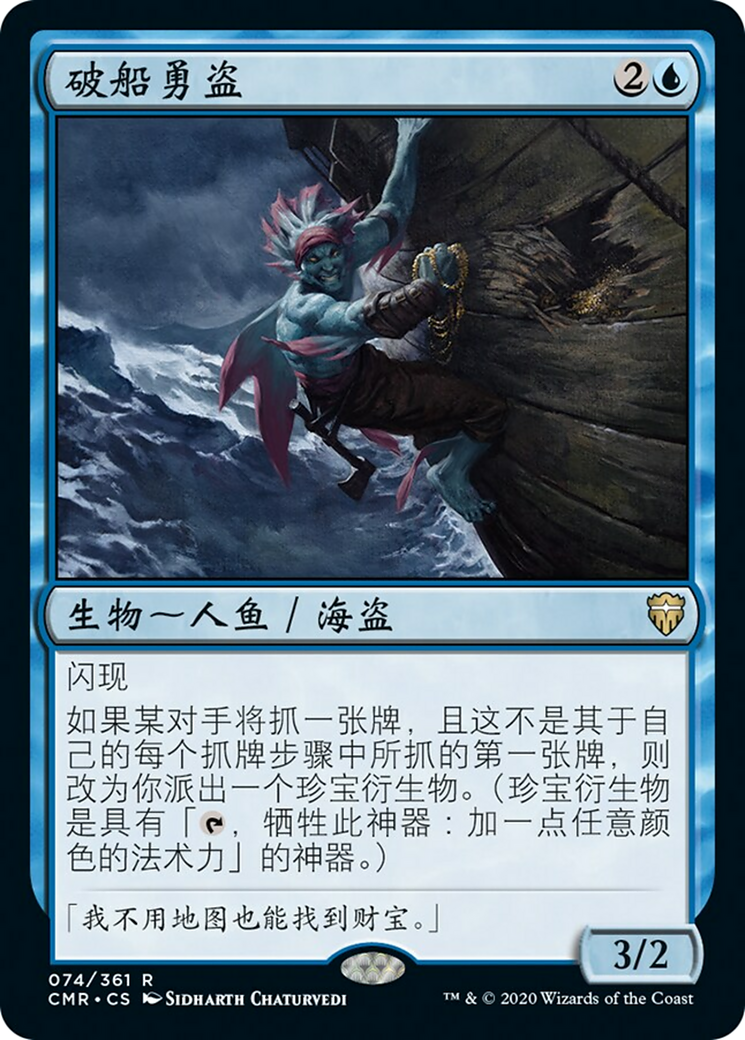 破船勇盗 2
生物～人鱼 / 海盗
闪现
如果某对手将抓一张牌，且这不是其于自
己的每个抓牌步骤中所抓的第一张牌，则
改为你派出一个珍宝衍生物。（珍宝衍生物
是具有「，牺牲此神器：加一点任意颜
色的法术力」的神器。）
「我不用地图也能找到财宝。」
3/2
074/361 R
CMR • CS SIDHARTH CHATURVEDI
™ & © 2020 Wizards of the Coast